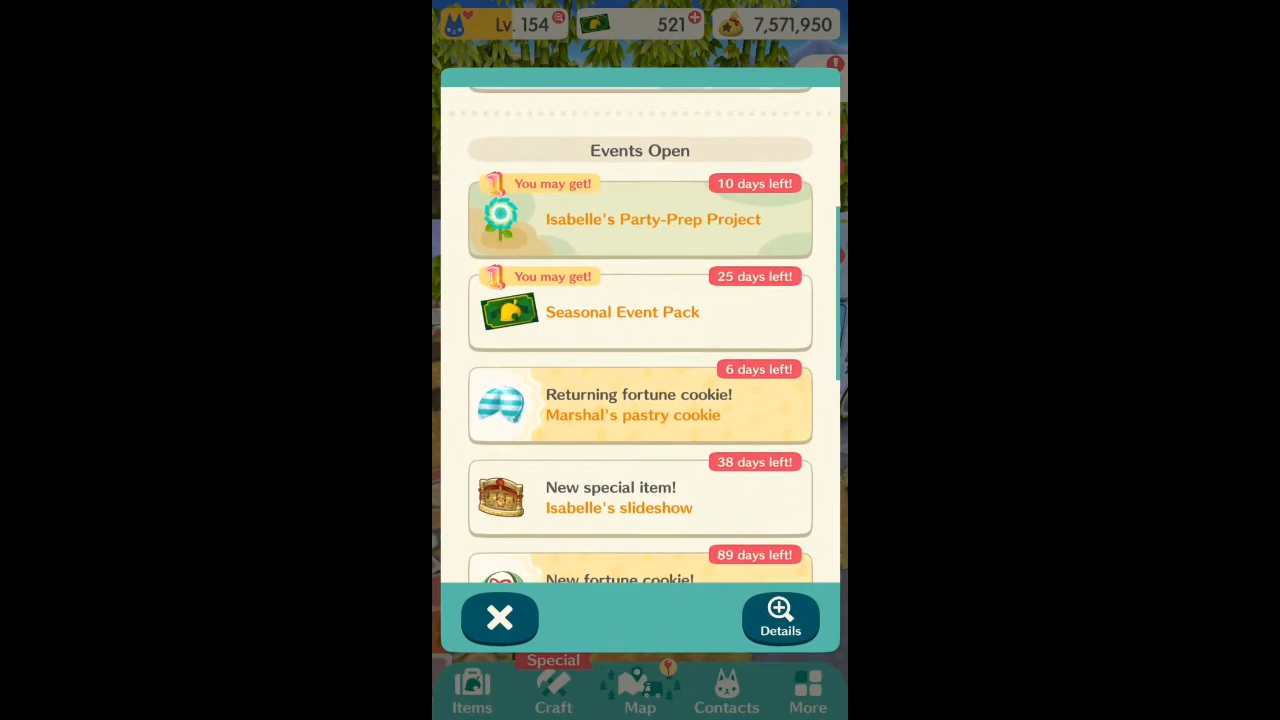 Lv. 154
521
7,571,950
Events Open
You may get!
10 days left!
Isabelle's Party-Prep Project
You may get!
25 days left!
Seasonal Event Pack
6 days left!
Returning fortune cookie!
Marshal's pastry cookie
38 days left!
New special item!
Isabelle's slideshow
89 days left!
New fortune cookie!
Details
Special
Items
Craft
Map
Contacts
More